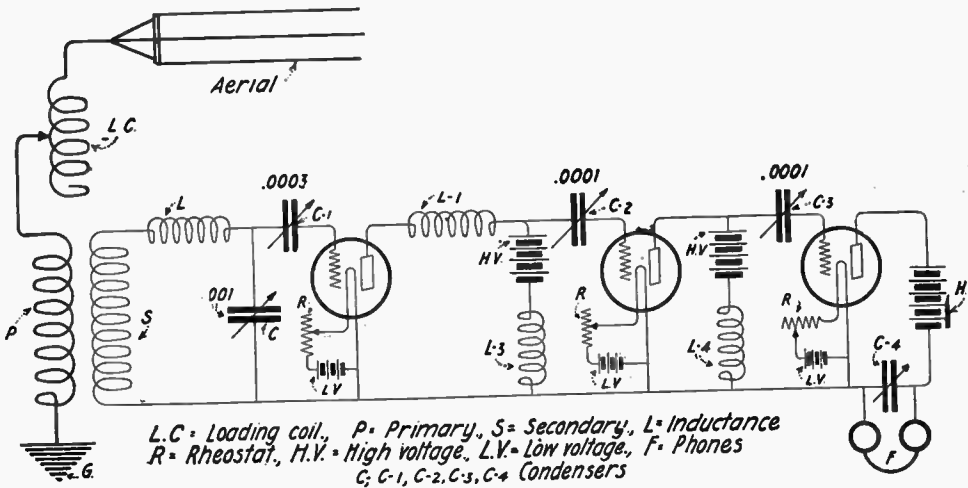 Aerial
L.C.
.0003
.0001
.0001
L
C-1
L-1
C-2
C-3
H.V.
H.V.
H.
.001
C
P
S
R
L-3
R
L-4
R
C-4
L.V
L.V
L.V.
G.
F
L.C = Loading coil., P = Primary., S = Secondary., L = Inductance
R = Rheostat., H.V. = High voltage., L.V. = Low voltage., F = Phones
C, C-1, C-2, C-3, C-4 Condensers